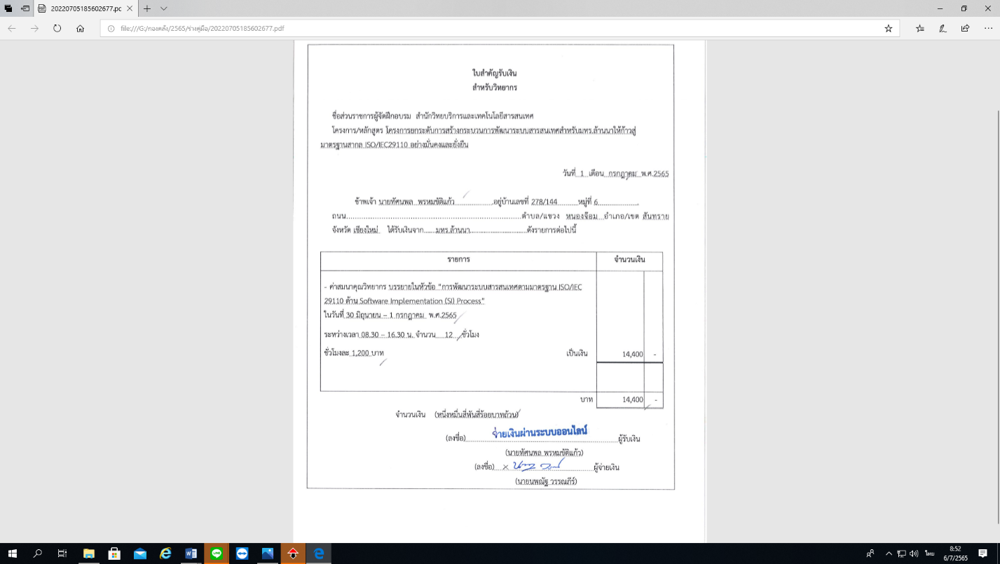 20220705185602677.pc
file:///G:/กองคลัง/2565/ช่างคู่มือ/20220705185602677.pdf
ใบสำคัญรับเงิน
สำหรับวิทยากร
ชื่อส่วนราชการผู้จัดฝึกอบรม สำนักวิทยบริการและเทคโนโลยีสารสนเทศ
โครงการ/หลักสูตร โครงการยกระดับการสร้างกระบวนการพัฒนาระบบสารสนเทศสำหรับมทร.ล้านนาให้ก้าวสู่
มาตรฐานสากล ISO/IEC29110 อย่างมั่นคงและยั่งยืน
วันที่ 1 เดือน กรกฎาคม พ.ศ.2565
ข้าพเจ้า นายทัศนพล พรหมขัติแก้ว อยู่บ้านเลขที่ 278/144 หมู่ที่ 6
ถนน ตำบล/แขวง หนองจ๊อม อำเภอ/เขต สันทราย
จังหวัด เชียงใหม่ ได้รับเงินจาก มทร.ล้านนา ดังรายการต่อไปนี้
รายการ จำนวนเงิน
- ค่าสมนาคุณวิทยากร บรรยายในหัวข้อ "การพัฒนาระบบสารสนเทศตามมาตรฐาน ISO/IEC
29110 ด้าน Software Implementation (SI) Process"
ในวันที่ 30 มิถุนายน – 1 กรกฎาคม พ.ศ.2565
ระหว่างเวลา 08.30 – 16.30 น. จำนวน 12 ชั่วโมง
ชั่วโมงละ 1,200 บาท เป็นเงิน 14,400 -
บาท 14,400 -
จำนวนเงิน (หนึ่งหมื่นสี่พันสี่ร้อยบาทถ้วน)
จ่ายเงินผ่านระบบออนไลน์
(ลงชื่อ) ผู้รับเงิน
(นายทัศนพล พรหมขัติแก้ว)
(ลงชื่อ) × ผู้จ่ายเงิน
(นายนพณัฐ วรรณภีร์)
ไทย
8:52
6/7/2565